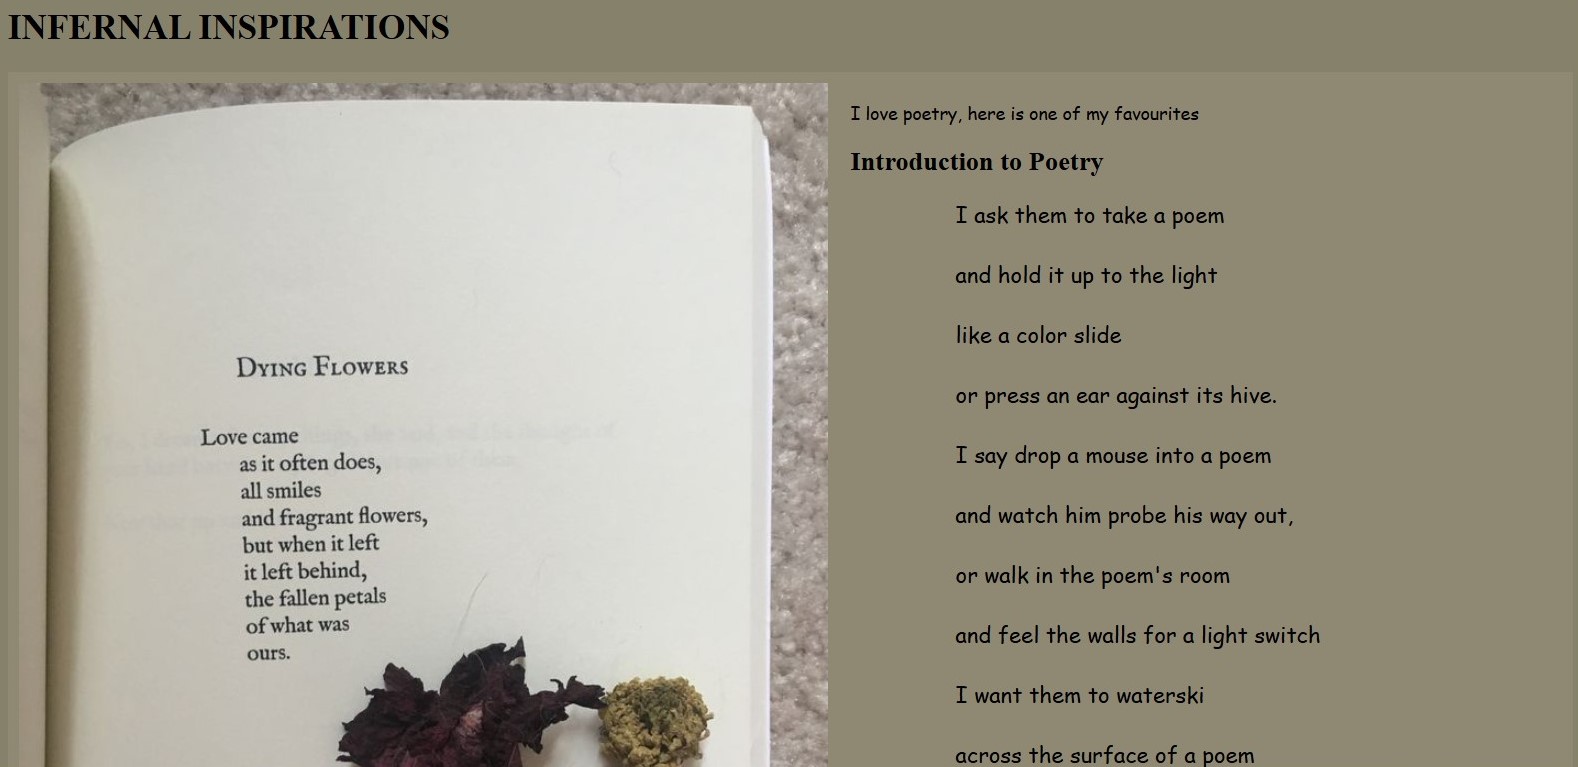 INFERNAL INSPIRATIONS
DYING FLOWERS
Love came
as it often does,
all smiles
and fragrant flowers,
but when it left
it left behind,
the fallen petals
of what was
ours.
I love poetry, here is one of my favourites
Introduction to Poetry
I ask them to take a poem
and hold it up to the light
like a color slide
or press an ear against its hive.
I say drop a mouse into a poem
and watch him probe his way out,
or walk in the poem's room
and feel the walls for a light switch
I want them to waterski
across the surface of a poem